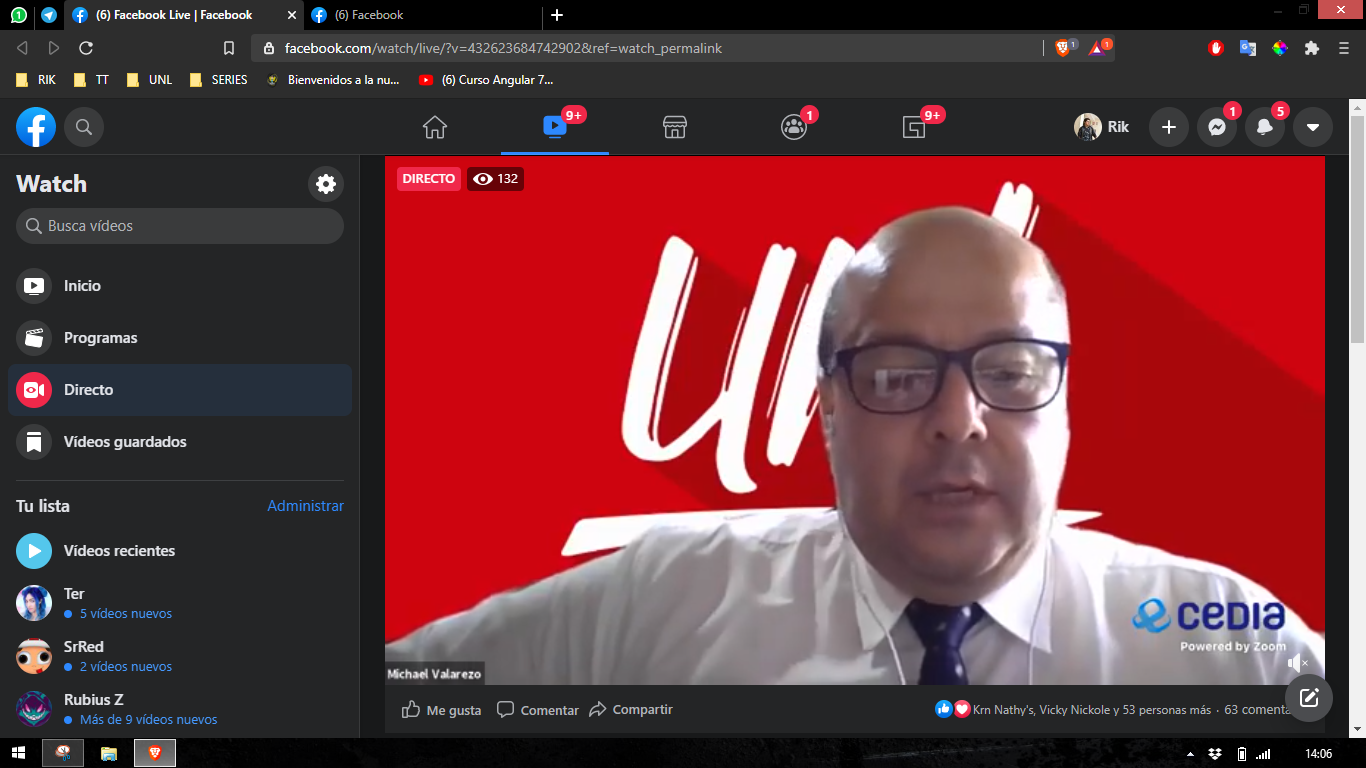 1
(6) Facebook Live | Facebook
(6) Facebook
facebook.com/watch/live/?v=432623684742902&ref=watch_permalink
1
1
RIK
TT
UNL
SERIES
Bienvenidos a la nu...
(6) Curso Angular 7...
9+
1
9+
Rik
1
5
Watch
Busca vídeos
Inicio
Programas
Directo
Vídeos guardados
Tu lista
Administrar
Vídeos recientes
Ter
5 vídeos nuevos
SrRed
2 vídeos nuevos
Rubius Z
Más de 9 vídeos nuevos
DIRECTO
132
cedia
Powered by Zoom
Michael Valarezo
Me gusta
Comentar
Compartir
Krn Nathy's, Vicky Nickole y 53 personas más · 63 comenta
14:06